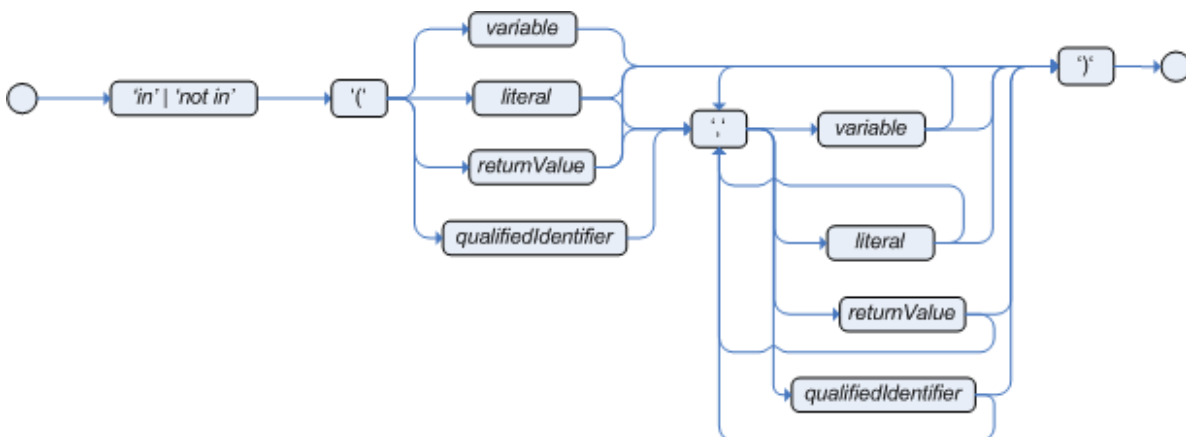 variable
'in' | 'not in'
'('
literal
returnValue
qualifiedIdentifier
','
variable
literal
returnValue
qualifiedIdentifier
')'